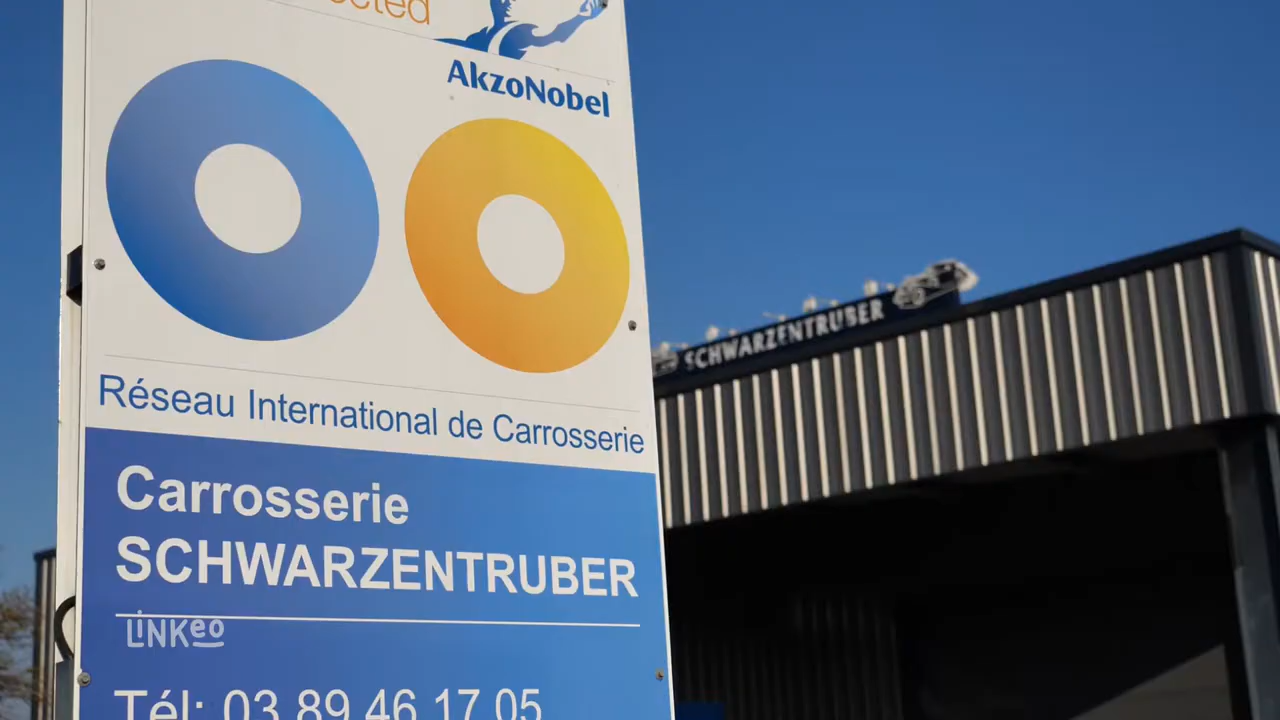 AkzoNobel
Réseau International de Carrosserie
Carrosserie
SCHWARZENTRUBER
LINKeo
Tél: 03 89 46 17 05
SCHWARZENTRUBER